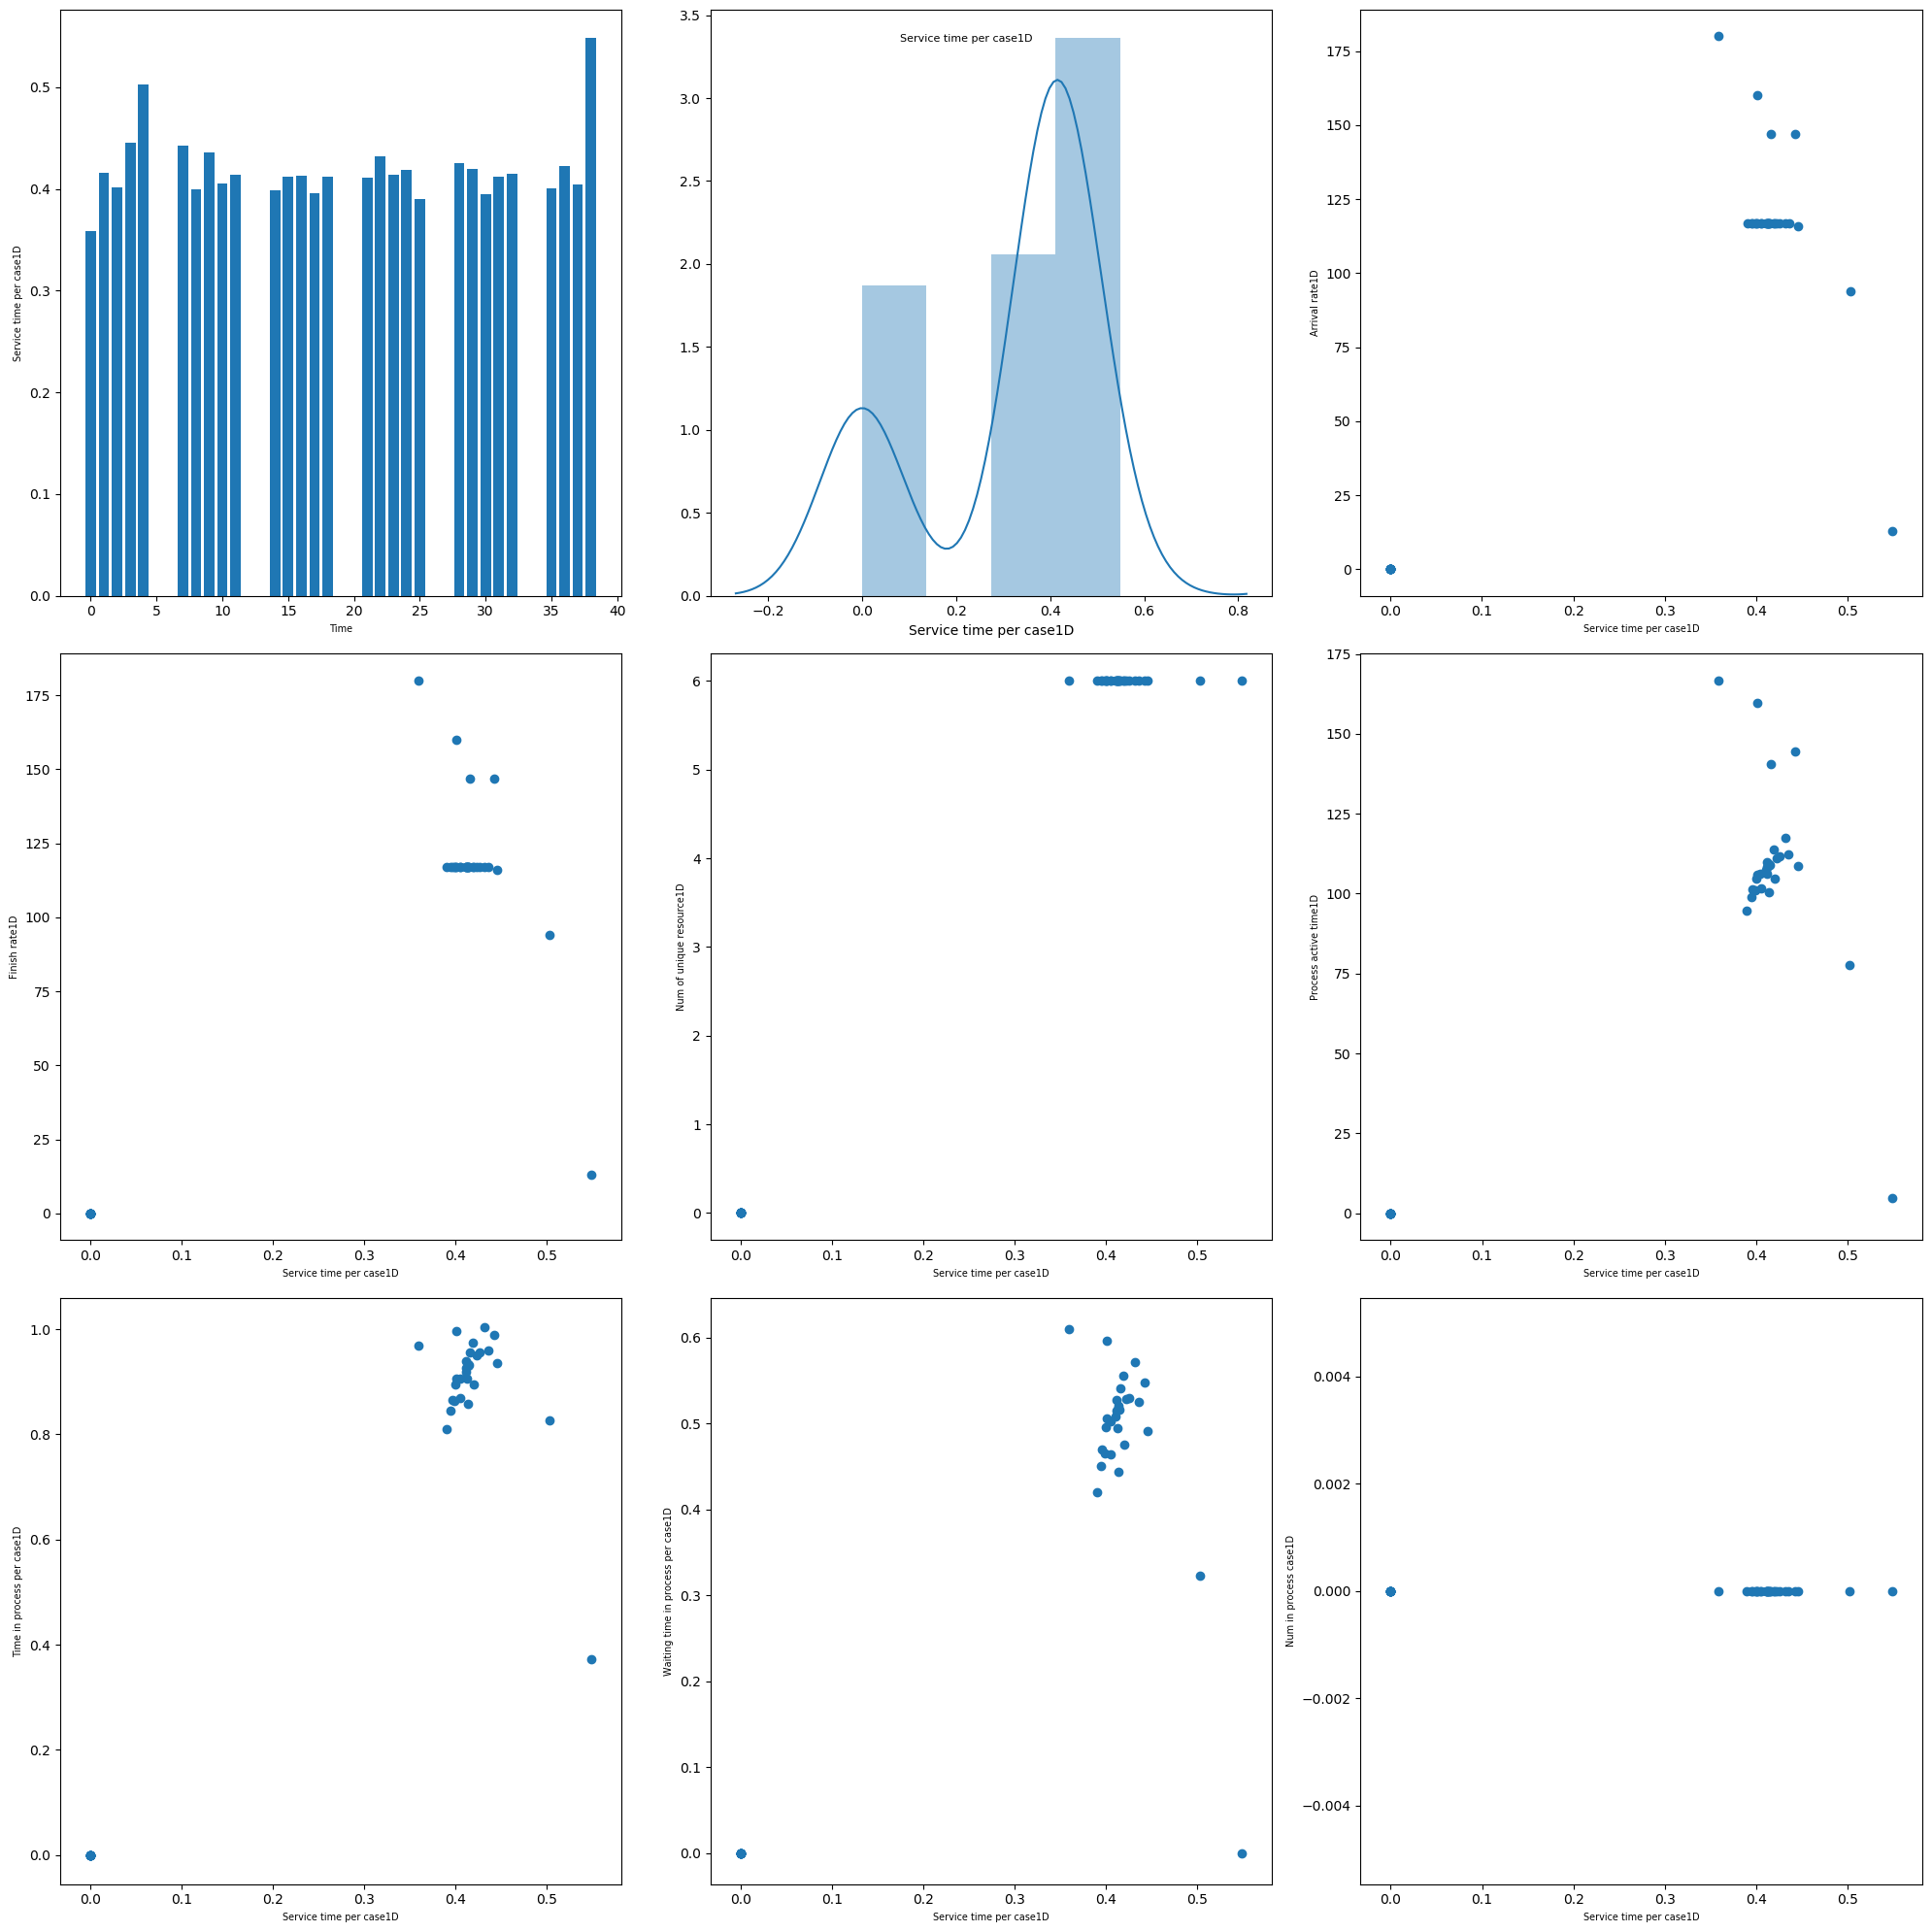 0.5
0.4
0.3
0.2
0.1
0.0
0 5 10 15 20 25 30 35 40
Service time per case1D
Time
Service time per case1D
3.5
3.0
2.5
2.0
1.5
1.0
0.5
0.0
−0.2 0.0 0.2 0.4 0.6 0.8
Service time per case1D
175
150
125
100
75
50
25
0
0.0 0.1 0.2 0.3 0.4 0.5
Arrival rate1D
Service time per case1D
175
150
125
100
75
50
25
0
0.0 0.1 0.2 0.3 0.4 0.5
Finish rate1D
Service time per case1D
6
5
4
3
2
1
0
0.0 0.1 0.2 0.3 0.4 0.5
Num of unique resource1D
Service time per case1D
175
150
125
100
75
50
25
0
0.0 0.1 0.2 0.3 0.4 0.5
Process active time1D
Service time per case1D
1.0
0.8
0.6
0.4
0.2
0.0
0.0 0.1 0.2 0.3 0.4 0.5
Time in process per case1D
Service time per case1D
0.6
0.5
0.4
0.3
0.2
0.1
0.0
0.0 0.1 0.2 0.3 0.4 0.5
Waiting time in process per case1D
Service time per case1D
0.004
0.002
0.000
−0.002
−0.004
0.0 0.1 0.2 0.3 0.4 0.5
Num in process case1D
Service time per case1D